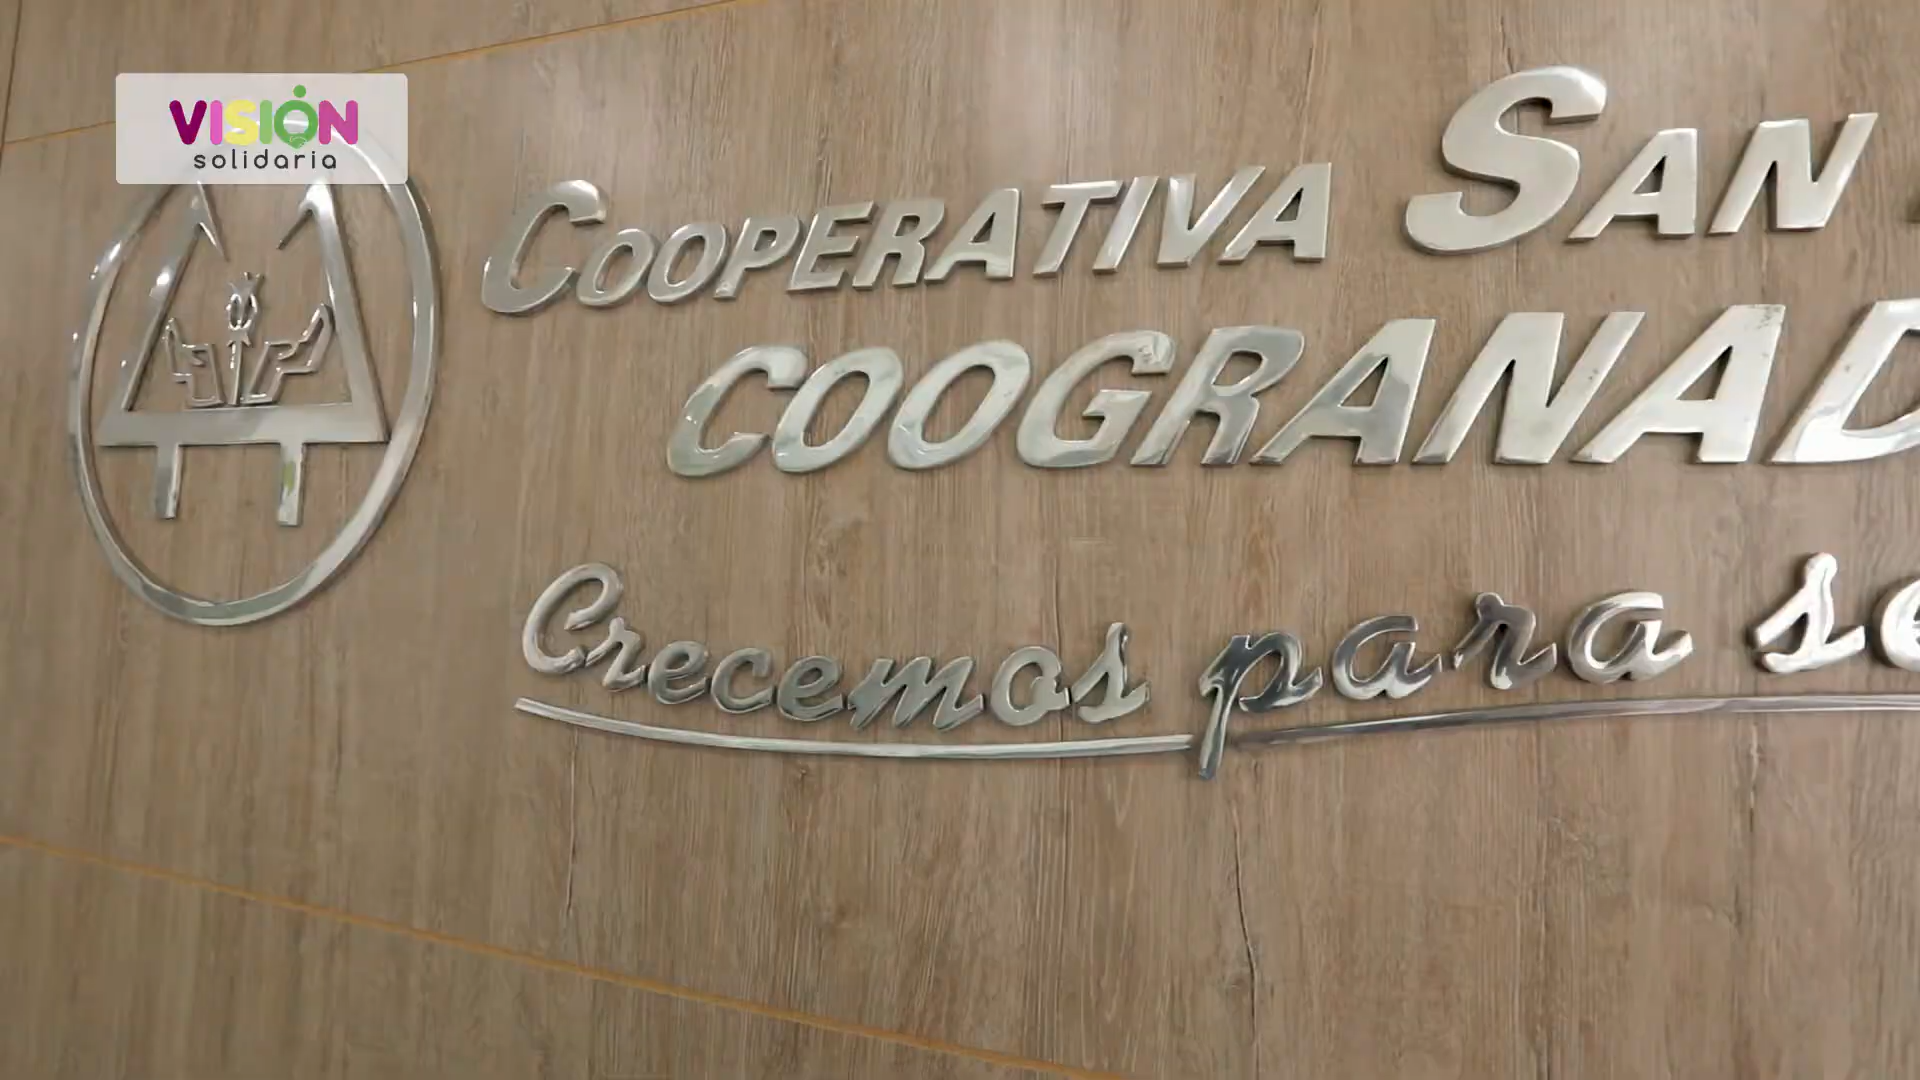 VISIÓN
solidaria
COOPERATIVA SAN
COOGRANAD
Crecemos para se